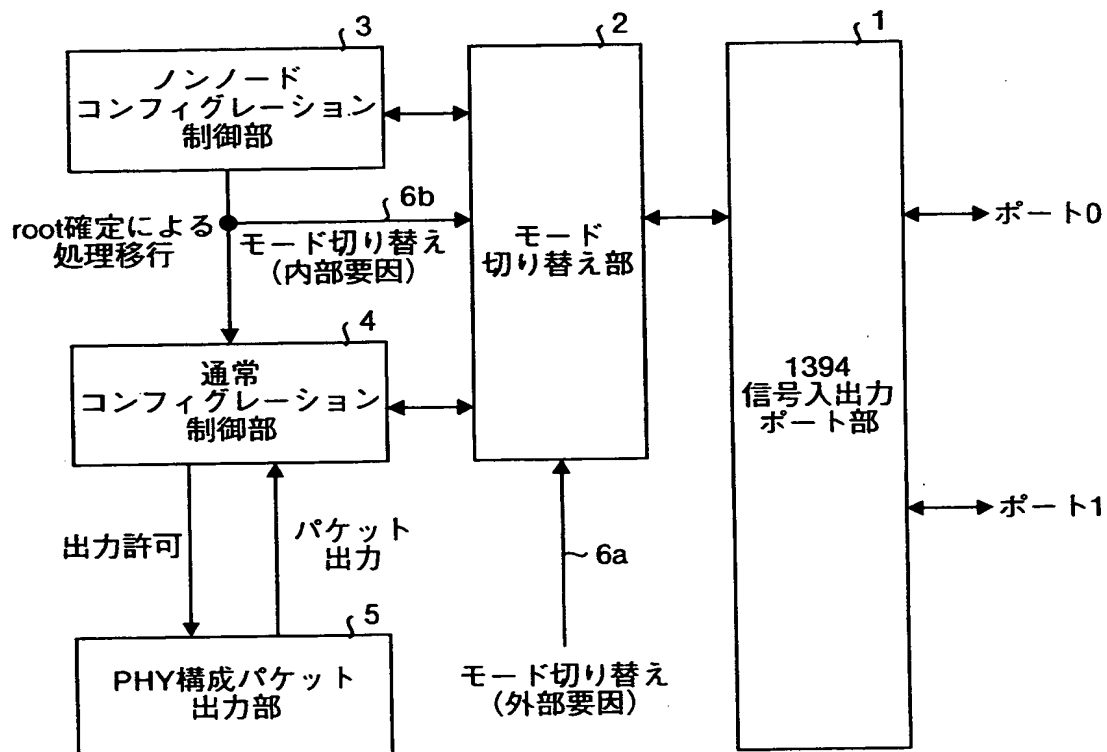 3
ノンノード
コンフィグレーション
制御部
2
モード
切り替え部
1
1394
信号入出力
ポート部
ポート0
ポート1
6b
root確定による
処理移行
モード切り替え
(内部要因)
4
通常
コンフィグレーション
制御部
出力許可
パケット
出力
6a
モード切り替え
(外部要因)
5
PHY構成パケット
出力部